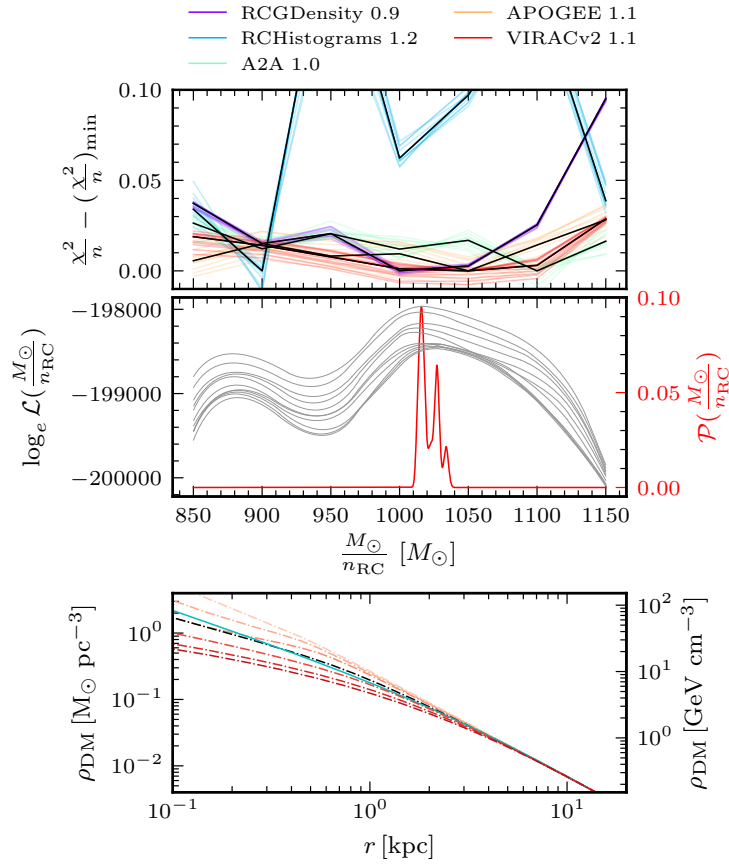 RCGDensity 0.9
RCHistograms 1.2
A2A 1.0
APOGEE 1.1
VIRACv2 1.1
χ²/n − (χ²/n)min
0.10
0.05
0.00
logₑ ℒ(M⊙/nRC)
−198000
−199000
−200000
0.10
0.05
0.00
𝒫(M⊙/nRC)
850 900 950 1000 1050 1100 1150
M⊙/nRC [M⊙]
ρDM [M⊙ pc⁻³]
10⁰
10⁻¹
10⁻²
10²
10¹
10⁰
ρDM [GeV cm⁻³]
10⁻¹ 10⁰ 10¹
r [kpc]